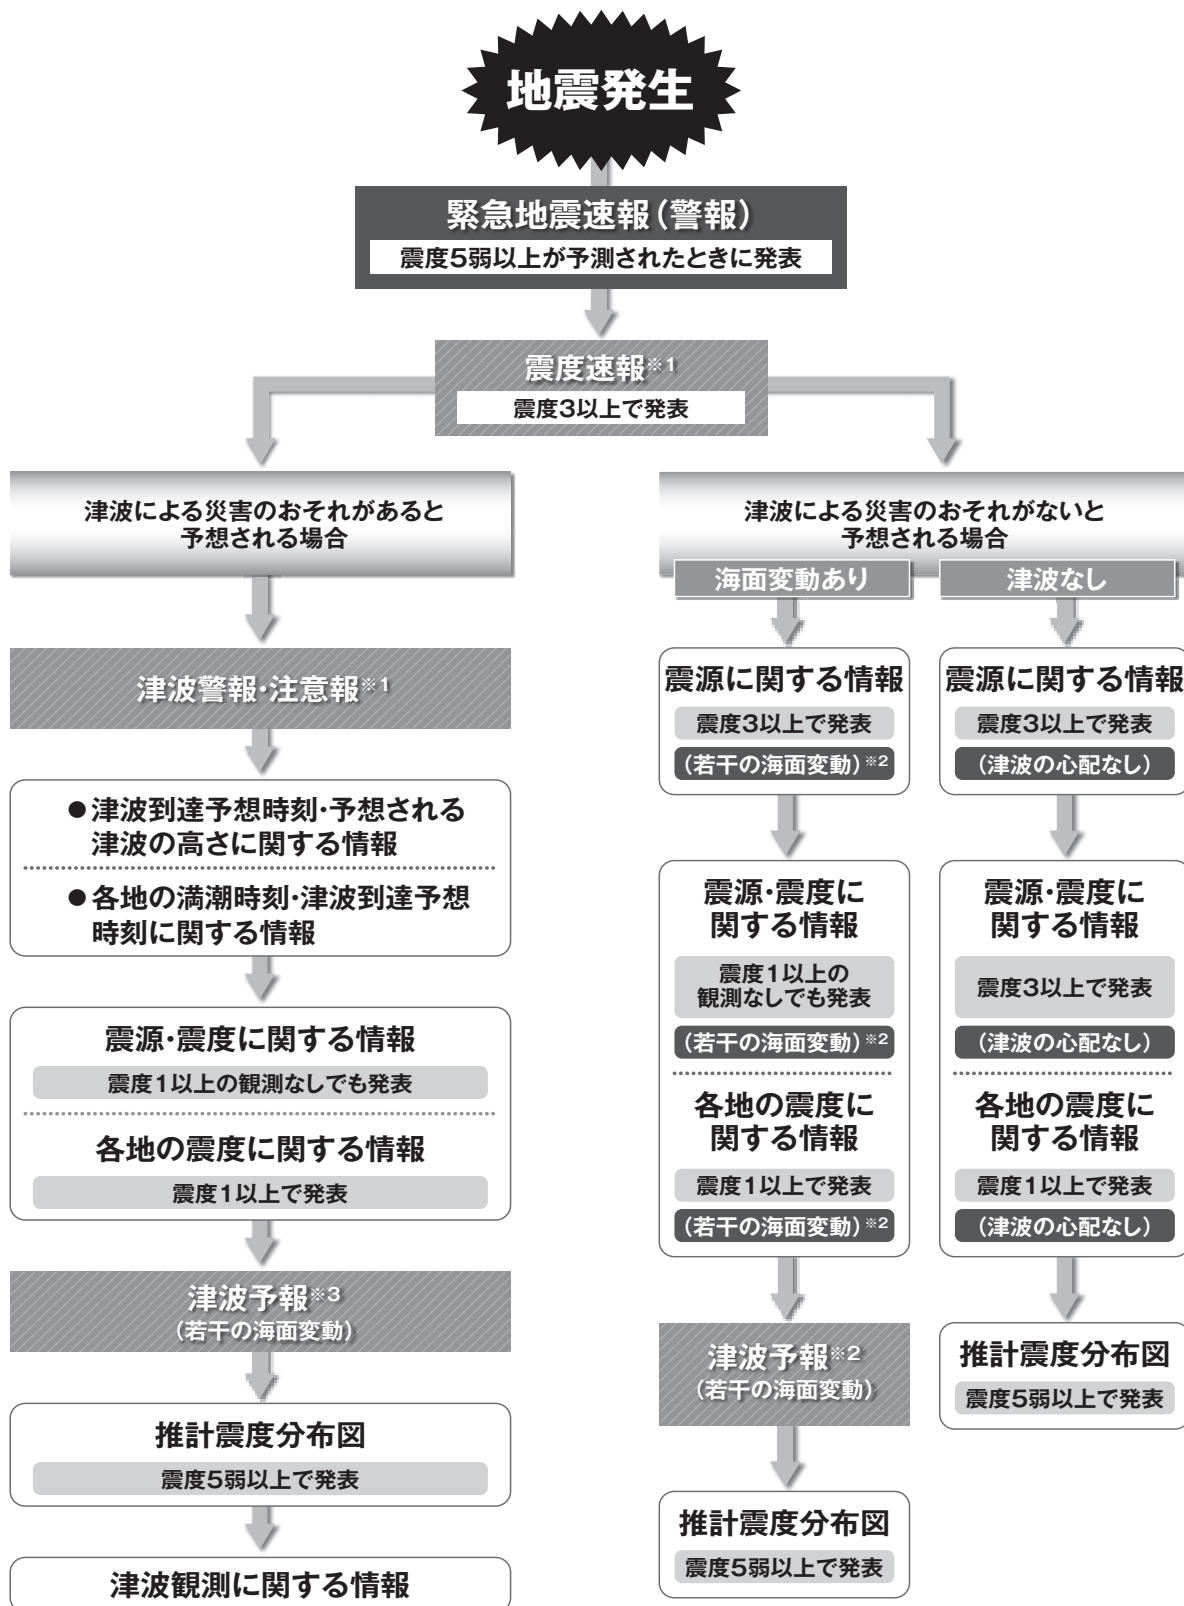 地震発生
緊急地震速報(警報)
震度5弱以上が予測されたときに発表
震度速報※1
震度3以上で発表
津波による災害のおそれがあると
予想される場合
津波警報・注意報※1
●津波到達予想時刻・予想される
津波の高さに関する情報
●各地の満潮時刻・津波到達予想
時刻に関する情報
震源・震度に関する情報
震度1以上の観測なしでも発表
各地の震度に関する情報
震度1以上で発表
津波予報※3
(若干の海面変動)
推計震度分布図
震度5弱以上で発表
津波観測に関する情報
津波による災害のおそれがないと
予想される場合
海面変動あり
震源に関する情報
震度3以上で発表
(若干の海面変動)※2
震源・震度に
関する情報
震度1以上の
観測なしでも発表
(若干の海面変動)※2
各地の震度に
関する情報
震度1以上で発表
(若干の海面変動)※2
津波予報※2
(若干の海面変動)
推計震度分布図
震度5弱以上で発表
津波なし
震源に関する情報
震度3以上で発表
(津波の心配なし)
震源・震度に
関する情報
震度3以上で発表
(津波の心配なし)
各地の震度に
関する情報
震度1以上で発表
(津波の心配なし)
推計震度分布図
震度5弱以上で発表